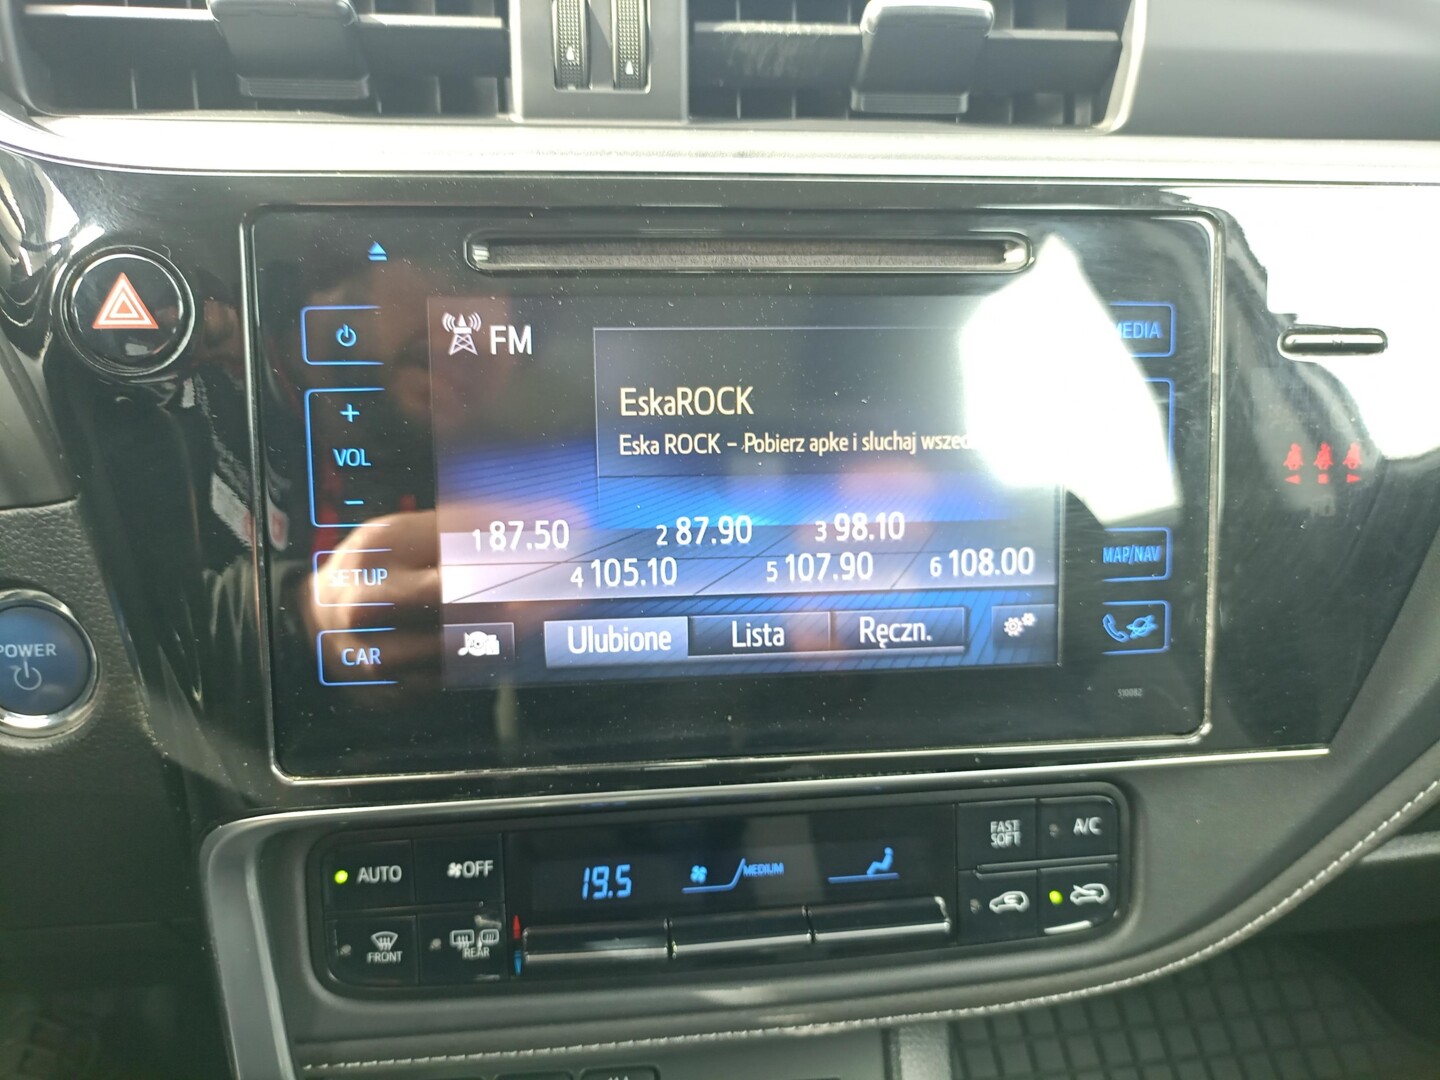 FM
EskaROCK
Eska ROCK - Pobierz apke i sluchaj
1 87.50 2 87.90 3 98.10
4 105.10 5 107.90 6 108.00
Ulubione Lista Ręczn.
+
VOL
-
SETUP
CAR
MEDIA
MAP/NAV
510082
POWER
AUTO
OFF
FRONT
REAR
19.5
MEDIUM
FAST
SOFT
A/C